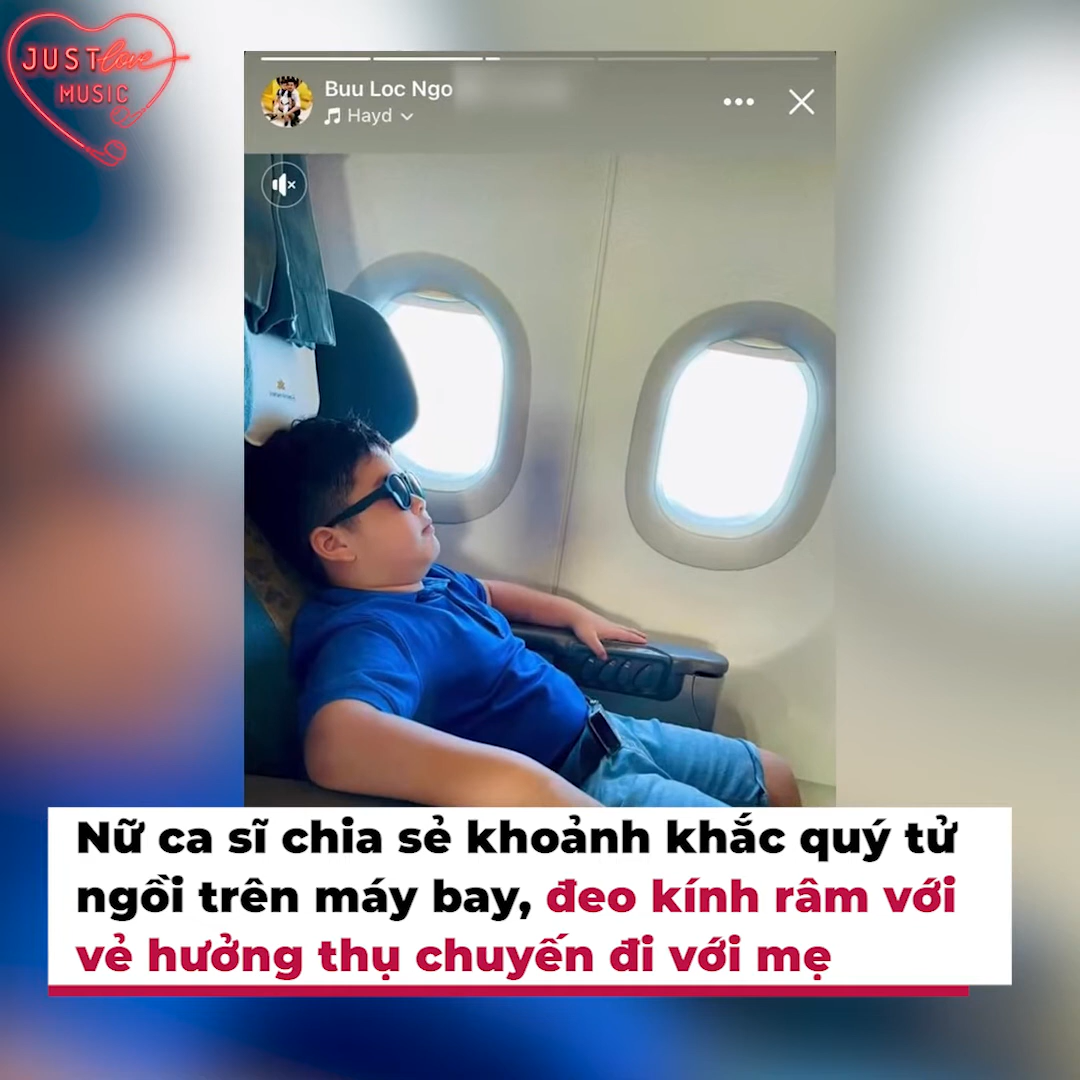 JUST love
MUSIC
Buu Loc Ngo
Hayd
Nữ ca sĩ chia sẻ khoảnh khắc quý tử
ngồi trên máy bay, đeo kính râm với
vẻ hưởng thụ chuyến đi với mẹ